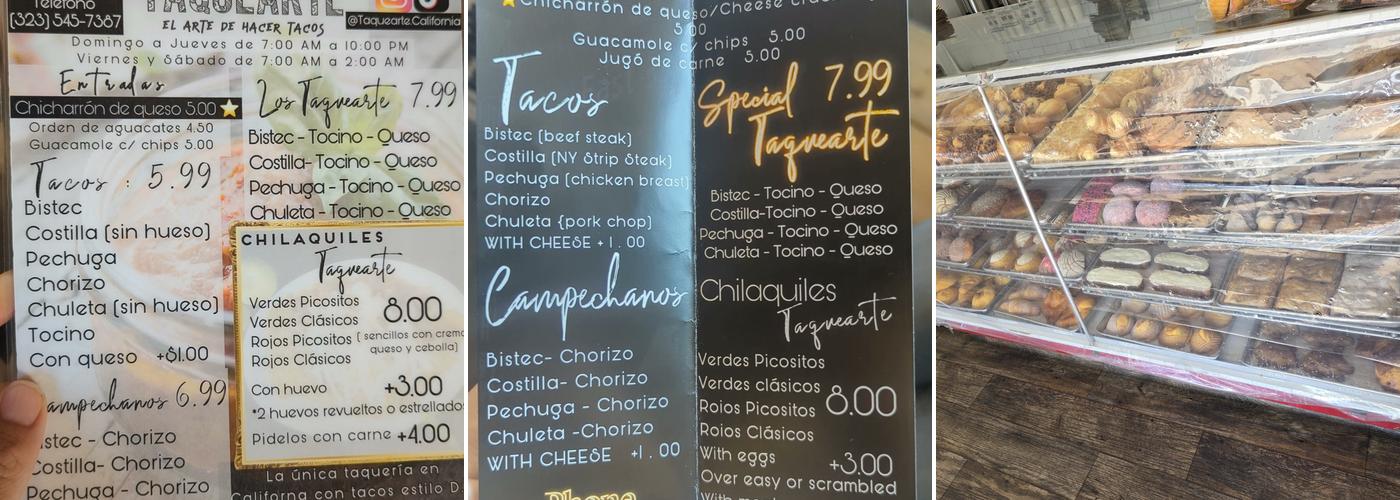 Teléfono
(323) 545-7387
TAQUEARTE
EL ARTE DE HACER TACOS
@Taquearte.California
Domingo a Jueves de 7:00 AM a 10:00 PM
Viernes y Sábado de 7:00 AM a 2:00 AM
Entradas
Chicharrón de queso 5.00
Orden de aguacates 4.50
Guacamole c/ chips 5.00
Tacos : 5.99
Bistec
Costilla (sin hueso)
Pechuga
Chorizo
Chuleta (sin hueso)
Tocino
Con queso +$1.00
ampechanos 6.99
istec - Chorizo
Costilla- Chorizo
Pechuga - Chorizo
Los Taquearte 7.99
Bistec - Tocino - Queso
Costilla- Tocino - Queso
Pechuga - Tocino - Queso
Chuleta - Tocino - Queso
CHILAQUILES
Taquearte
Verdes Picositos
Verdes Clásicos
Rojos Picositos
Rojos Clásicos
8.00
( sencillos con crema
queso y cebolla)
Con huevo +3.00
*2 huevos revueltos o estrellados
Pidelos con carne +4.00
La única taquería en
Californa con tacos estilo D.
Chicharrón de queso/Cheese
5.00
Guacamole c/ chips 5.00
Jugó de carne 5.00
Tacos
Bistec (beef steak)
Costilla (NY Strip Steak)
Pechuga (chicken breast)
Chorizo
Chuleta {pork chop)
WITH CHEESE +1.00
Campechanos
Bistec- Chorizo
Costilla- Chorizo
Pechuga - Chorizo
Chuleta -Chorizo
WITH CHEESE +1.00
Phone
Special 7.99
Taquearte
Bistec - Tocino - Queso
Costilla-Tocino - Queso
Pechuga - Tocino - Queso
Chuleta - Tocino - Queso
Chilaquiles
Taquearte
Verdes Picositos
Verdes clásicos
Roios Picositos
Roios Clásicos
8.00
With eggs +3.00
Over easy or scrambled